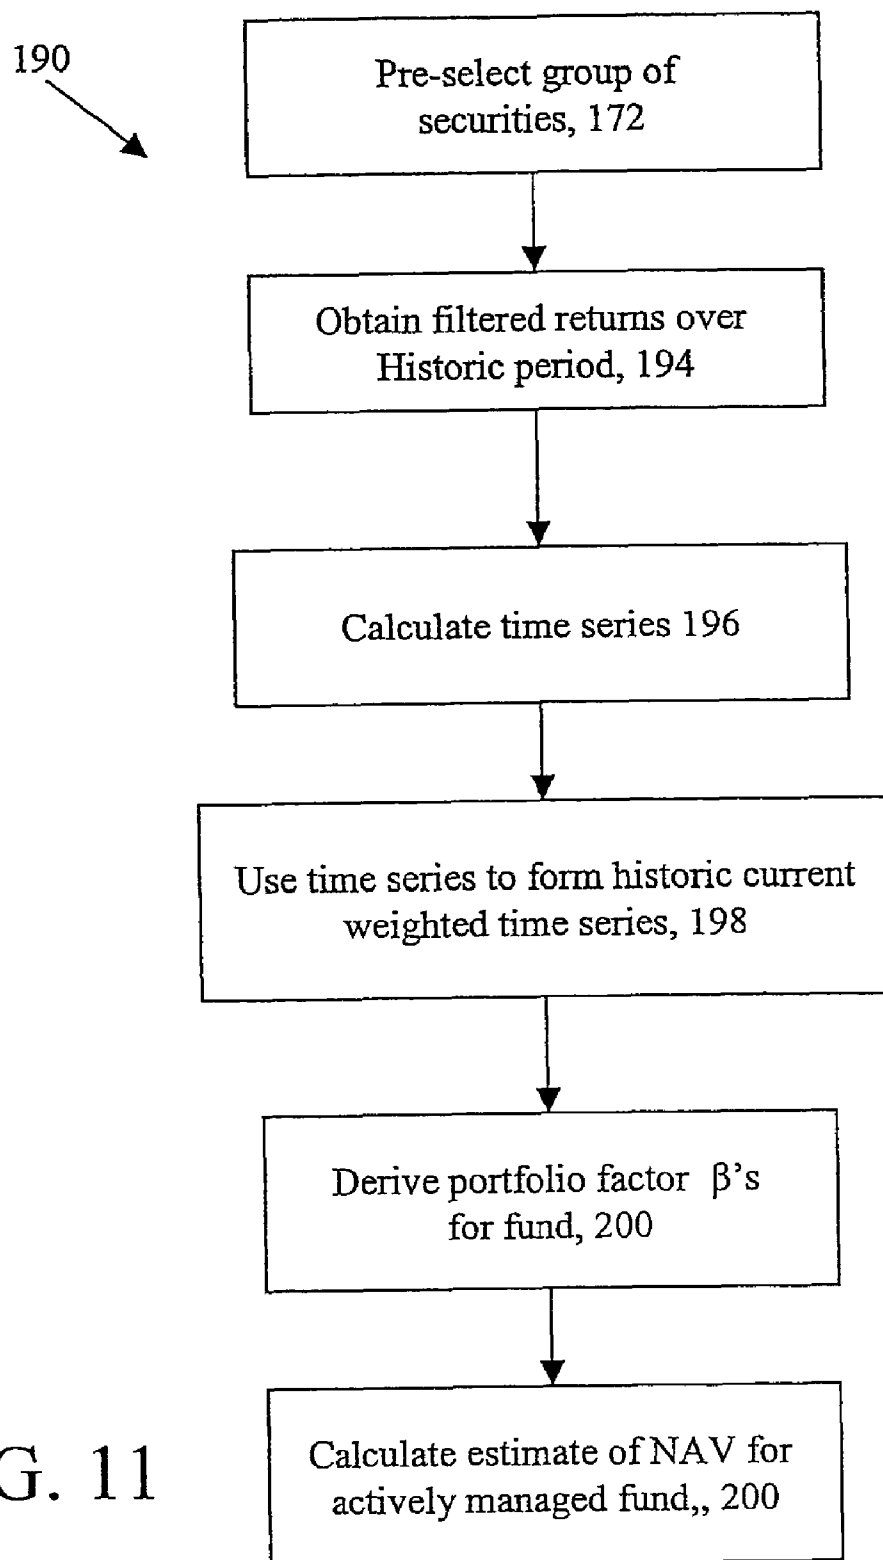 190
Pre-select group of
securities, 172
Obtain filtered returns over
Historic period, 194
Calculate time series 196
Use time series to form historic current
weighted time series, 198
Derive portfolio factor β's
for fund, 200
Calculate estimate of NAV for
actively managed fund,, 200
G. 11